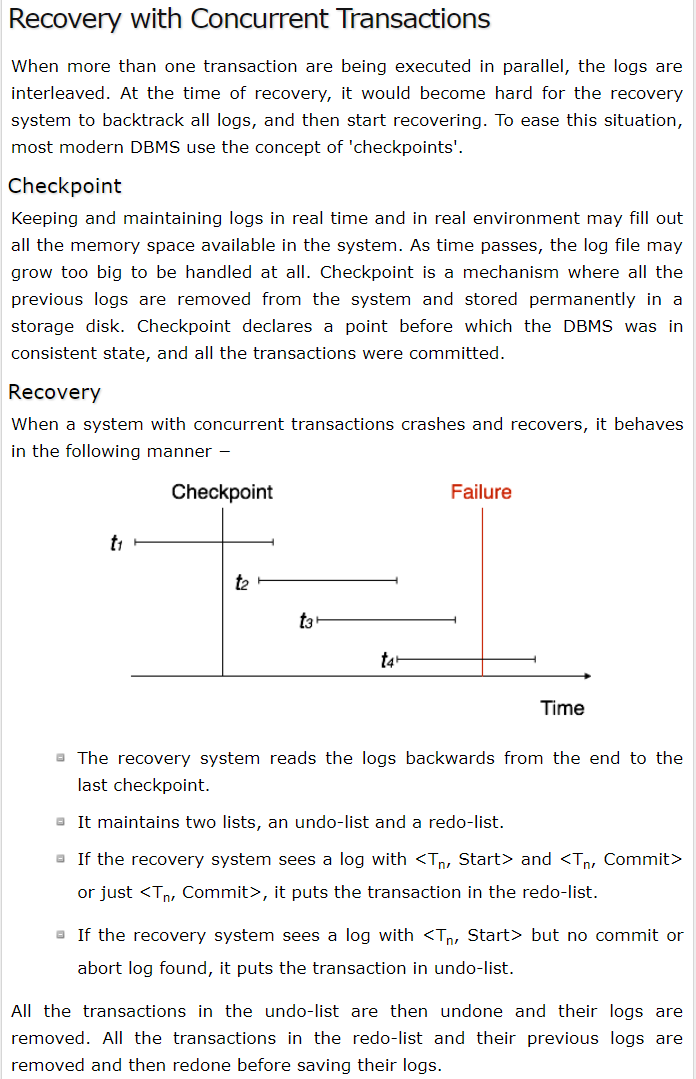 Recovery with Concurrent Transactions
When more than one transaction are being executed in parallel, the logs are
interleaved. At the time of recovery, it would become hard for the recovery
system to backtrack all logs, and then start recovering. To ease this situation,
most modern DBMS use the concept of 'checkpoints'.
Checkpoint
Keeping and maintaining logs in real time and in real environment may fill out
all the memory space available in the system. As time passes, the log file may
grow too big to be handled at all. Checkpoint is a mechanism where all the
previous logs are removed from the system and stored permanently in a
storage disk. Checkpoint declares a point before which the DBMS was in
consistent state, and all the transactions were committed.
Recovery
When a system with concurrent transactions crashes and recovers, it behaves
in the following manner −
Checkpoint Failure
t1
t2
t3
t4
Time
The recovery system reads the logs backwards from the end to the
last checkpoint.
It maintains two lists, an undo-list and a redo-list.
If the recovery system sees a log with <Tn, Start> and <Tn, Commit>
or just <Tn, Commit>, it puts the transaction in the redo-list.
If the recovery system sees a log with <Tn, Start> but no commit or
abort log found, it puts the transaction in undo-list.
All the transactions in the undo-list are then undone and their logs are
removed. All the transactions in the redo-list and their previous logs are
removed and then redone before saving their logs.